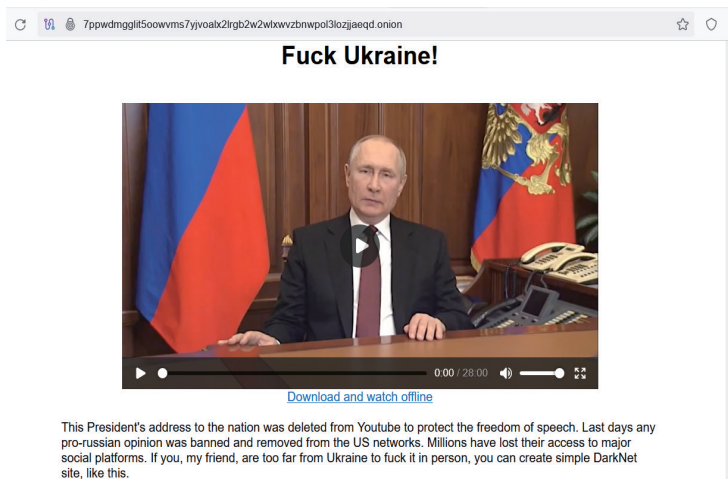 7ppwdmgglit5oowvms7yjvoalx2lrgb2w2wlxwvzbnwpol3lozjjaeqd.onion
Fuck Ukraine!
0:00 / 28:00
Download and watch offline
This President's address to the nation was deleted from Youtube to protect the freedom of speech. Last days any
pro-russian opinion was banned and removed from the US networks. Millions have lost their access to major
social platforms. If you, my friend, are too far from Ukraine to fuck it in person, you can create simple DarkNet
site, like this.